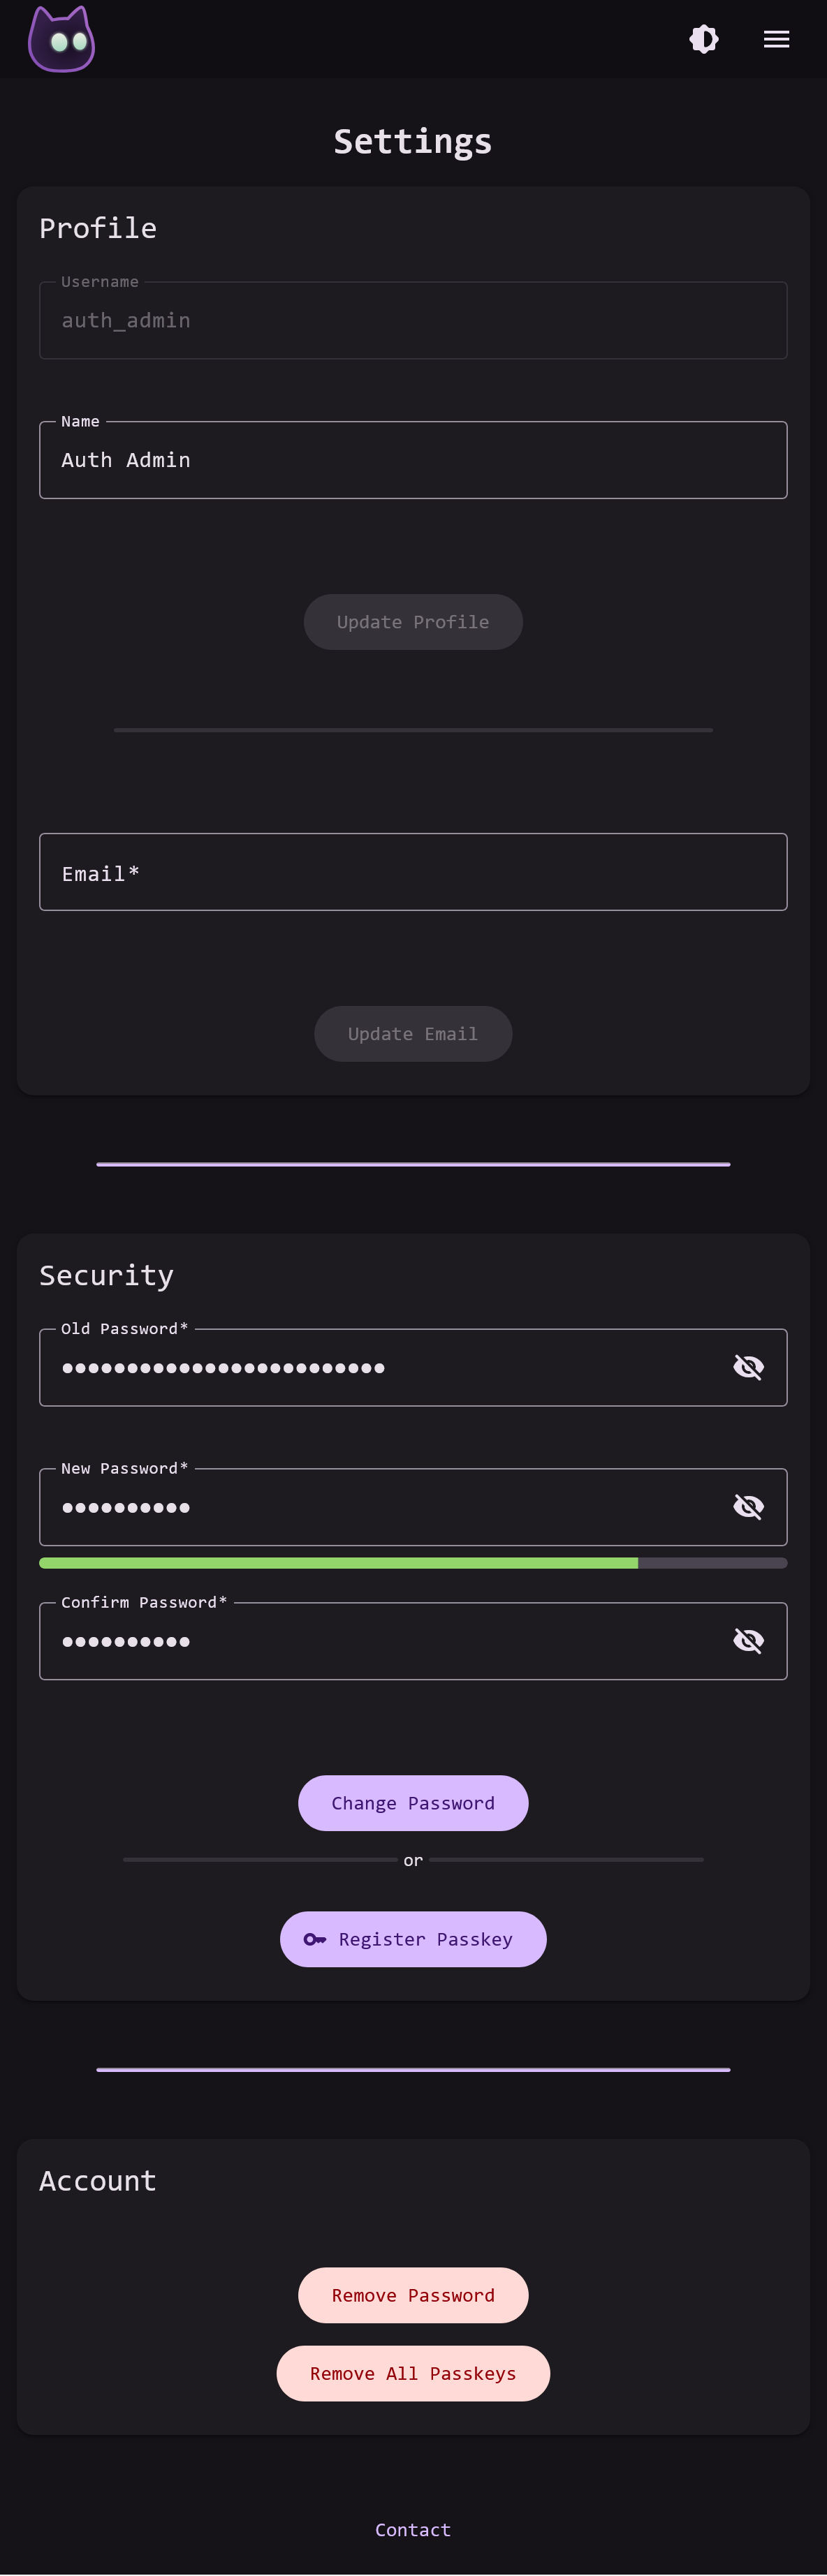 Settings
Profile
Username
auth_admin
Name
Auth Admin
Update Profile
Email*
Update Email
Security
Old Password*
•••••••••••••••••••••••••
New Password*
••••••••••
Confirm Password*
••••••••••
Change Password
or
Register Passkey
Account
Remove Password
Remove All Passkeys
Contact